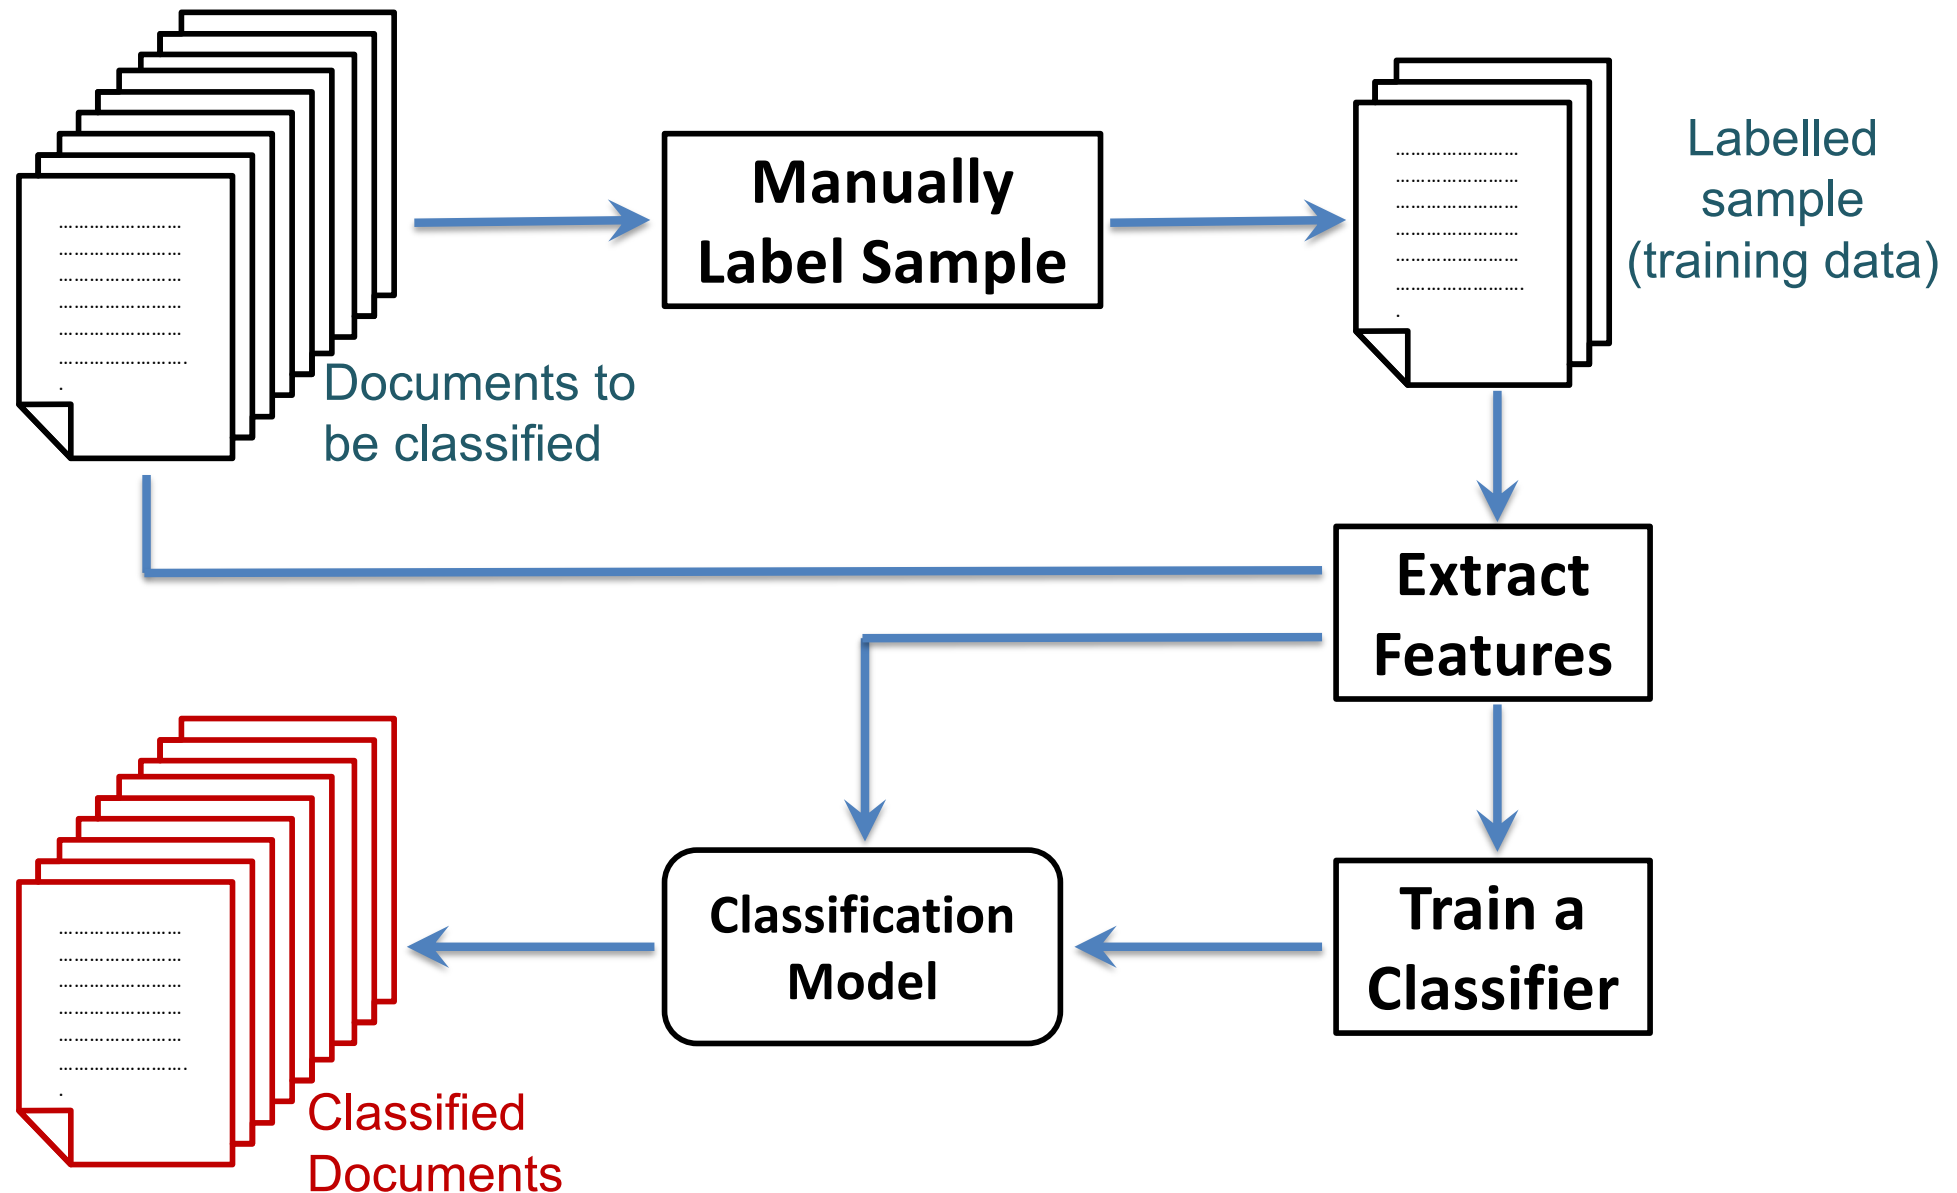 Manually
Label Sample
Labelled
sample
(training data)
Documents to
be classified
Extract
Features
Classification
Model
Train a
Classifier
Classified
Documents